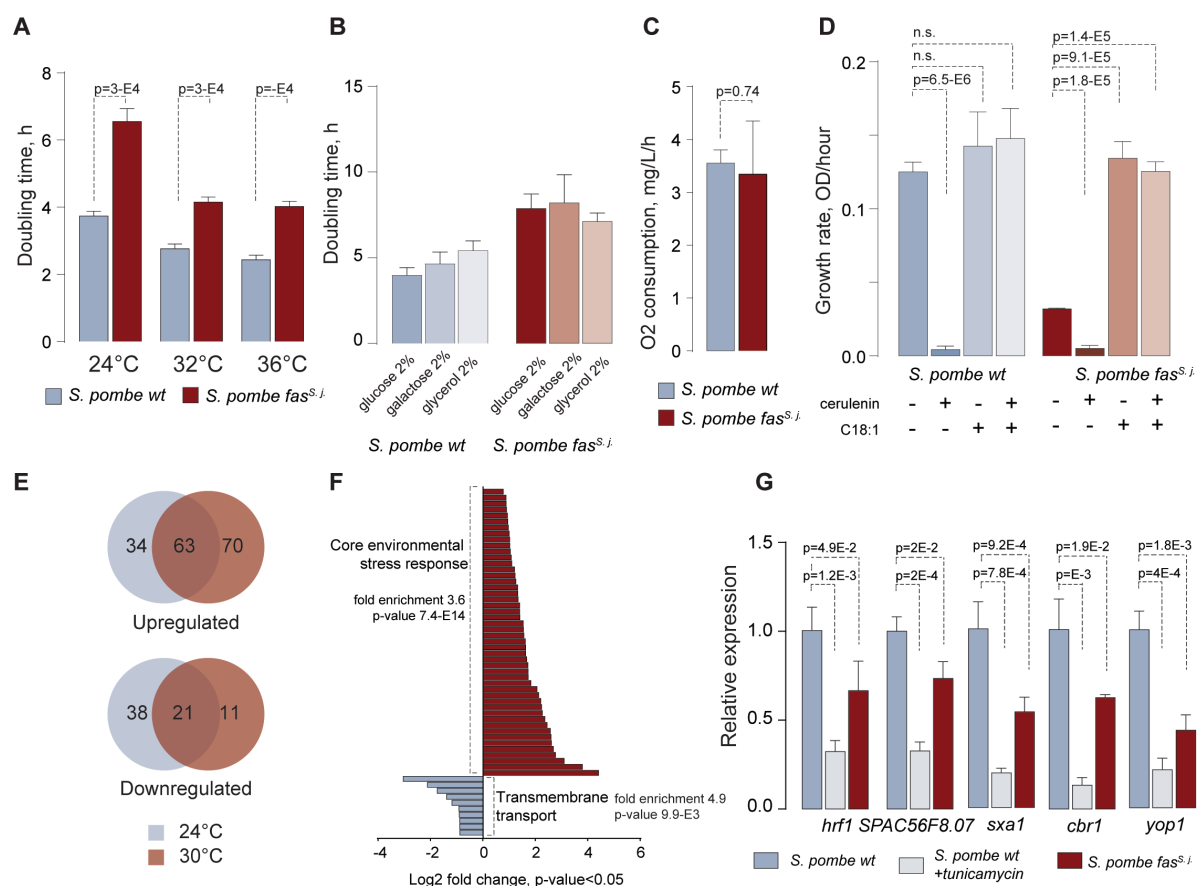 A
Doubling time, h
8
6
4
2
0
p=3-E4
p=3-E4
p=-E4
24°C
32°C
36°C
S. pombe wt
S. pombe fas^S. j.
B
Doubling time, h
15
10
5
0
glucose 2%
galactose 2%
glycerol 2%
glucose 2%
galactose 2%
glycerol 2%
S. pombe wt
S. pombe fas^S. j.
C
O2 consumption, mg/L/h
5
4
3
2
1
0
p=0.74
S. pombe wt
S. pombe fas^S. j.
D
Growth rate, OD/hour
0.2
0.1
0.0
n.s.
n.s.
p=6.5-E6
p=1.4-E5
p=9.1-E5
p=1.8-E5
S. pombe wt
S. pombe fas^S. j.
cerulenin - + - + - + - +
C18:1 - - + + - - + +
E
34 63 70
Upregulated
38 21 11
Downregulated
24°C
30°C
F
Core environmental
stress response
fold enrichment 3.6
p-value 7.4-E14
Transmembrane
transport
fold enrichment 4.9
p-value 9.9-E3
-4 -2 0 2 4 6
Log2 fold change, p-value<0.05
G
Relative expression
1.5
1.0
0.5
0.0
p=4.9E-2
p=1.2E-3
p=2E-2
p=2E-4
p=9.2E-4
p=7.8E-4
p=1.9E-2
p=E-3
p=1.8E-3
p=4E-4
hrf1 SPAC56F8.07 sxa1 cbr1 yop1
S. pombe wt
S. pombe wt
+tunicamycin
S. pombe fas^S. j.